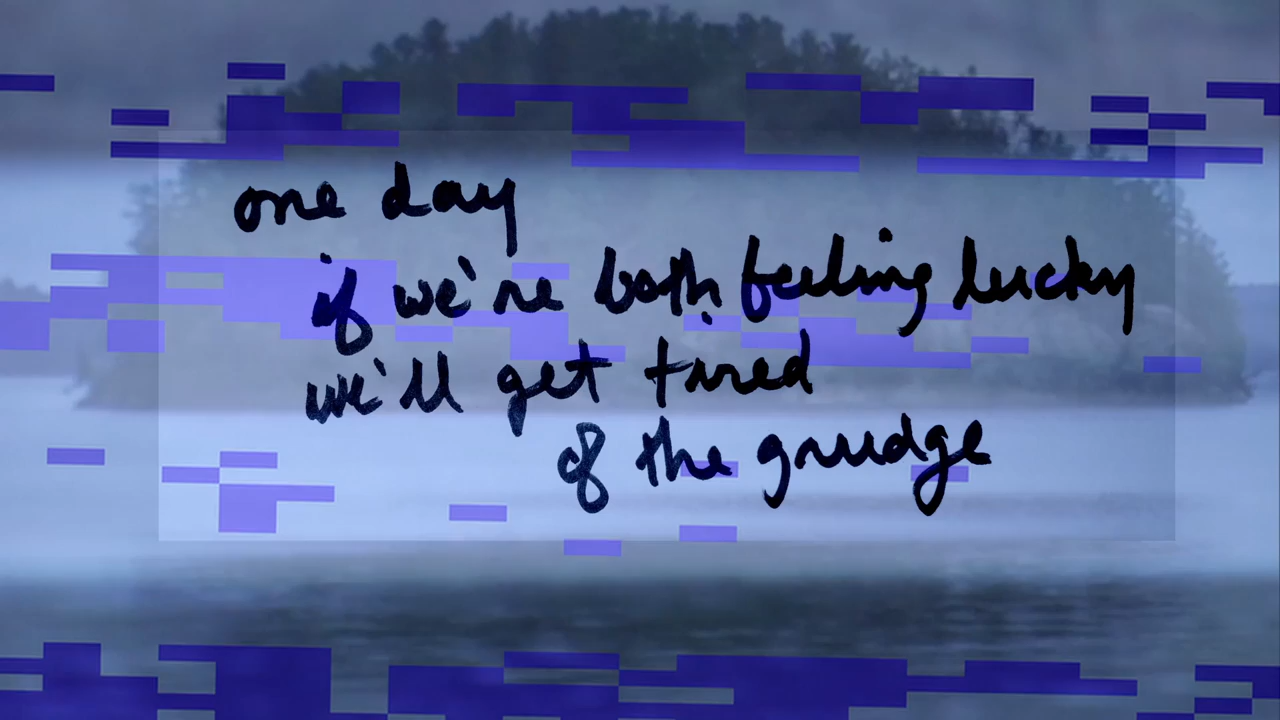 one day
if we're both feeling lucky
we'll get tired
of the grudge